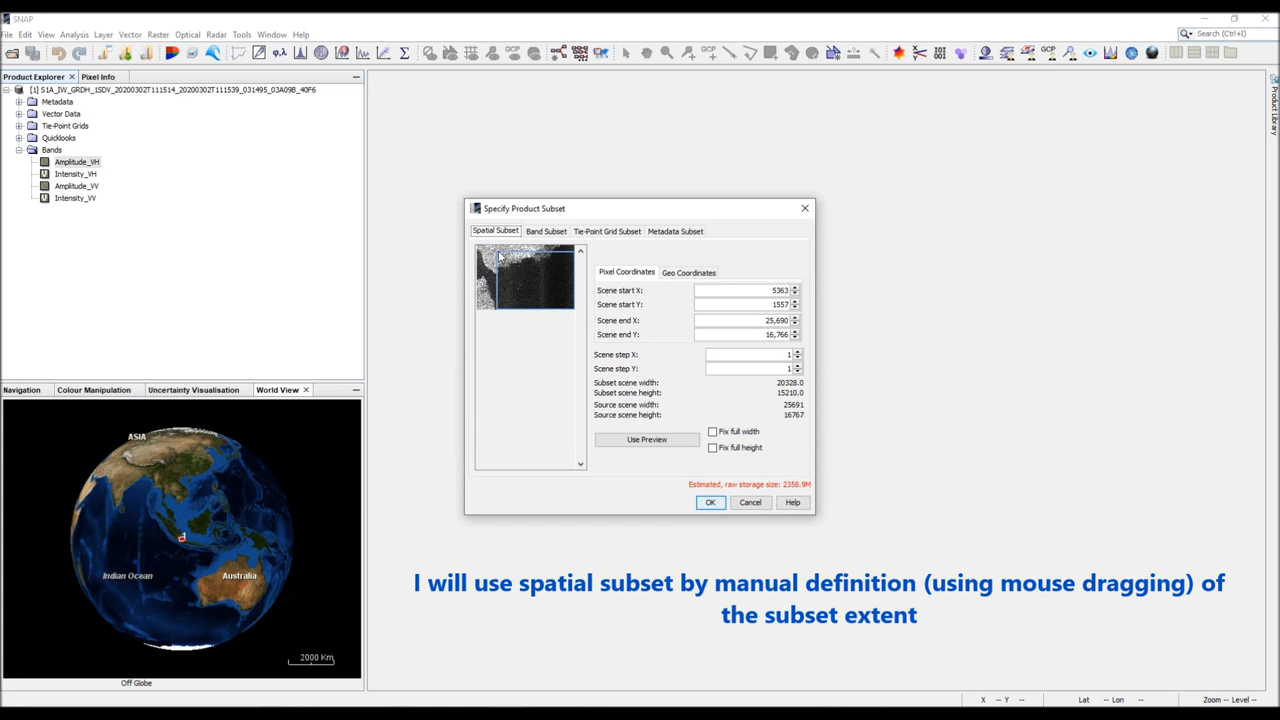 SNAP
File Edit View Analysis Layer Vector Raster Optical Radar Tools Window Help
Search (Ctrl+I)
Product Explorer Pixel Info
[1] S1A_IW_GRDH_1SDV_20200302T111514_20200302T111539_031495_03A09B_40F6
Metadata
Vector Data
Tie-Point Grids
Quicklooks
Bands
Amplitude_VH
Intensity_VH
Amplitude_VV
Intensity_VV
Product Library
Specify Product Subset
Spatial Subset Band Subset Tie-Point Grid Subset Metadata Subset
Pixel Coordinates Geo Coordinates
Scene start X: 5363
Scene start Y: 1557
Scene end X: 25,690
Scene end Y: 16,766
Scene step X: 1
Scene step Y: 1
Subset scene width: 20328.0
Subset scene height: 15210.0
Source scene width: 25691
Source scene height: 16767
Use Preview
Fix full width
Fix full height
Estimated, raw storage size: 2358.9M
OK Cancel Help
Navigation Colour Manipulation Uncertainty Visualisation World View
ASIA
Indian Ocean
Australia
2000 Km
Off Globe
I will use spatial subset by manual definition (using mouse dragging) of
the subset extent
X -- Y -- Lat -- Lon -- Zoom -- Level --